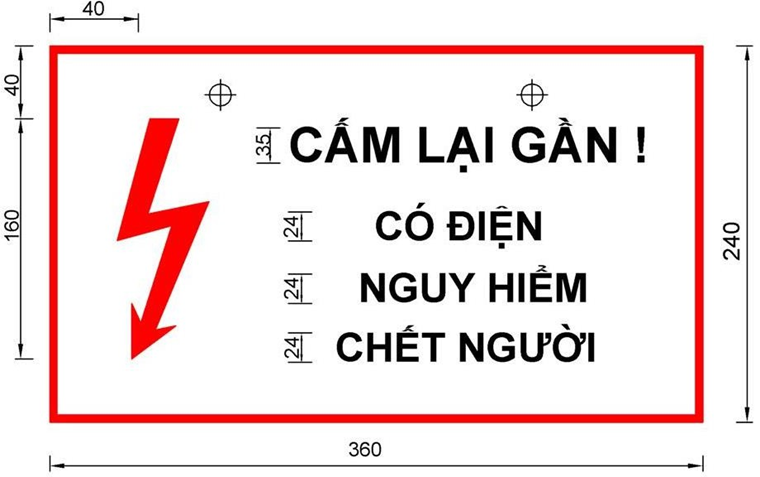 40
40
35
CẤM LẠI GẦN !
160
24
CÓ ĐIỆN
240
24
NGUY HIỂM
24
CHẾT NGƯỜI
360